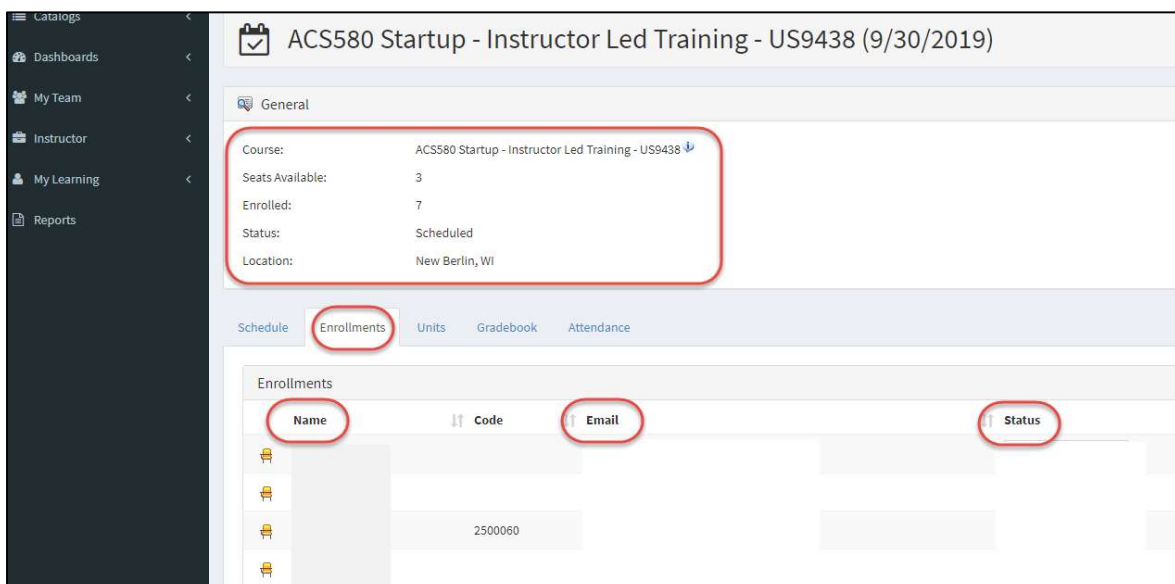 Catalogs
Dashboards
My Team
Instructor
My Learning
Reports
ACS580 Startup - Instructor Led Training - US9438 (9/30/2019)
General
Course: ACS580 Startup - Instructor Led Training - US9438
Seats Available: 3
Enrolled: 7
Status: Scheduled
Location: New Berlin, WI
Schedule Enrollments Units Gradebook Attendance
Enrollments
Name Code Email Status
2500060